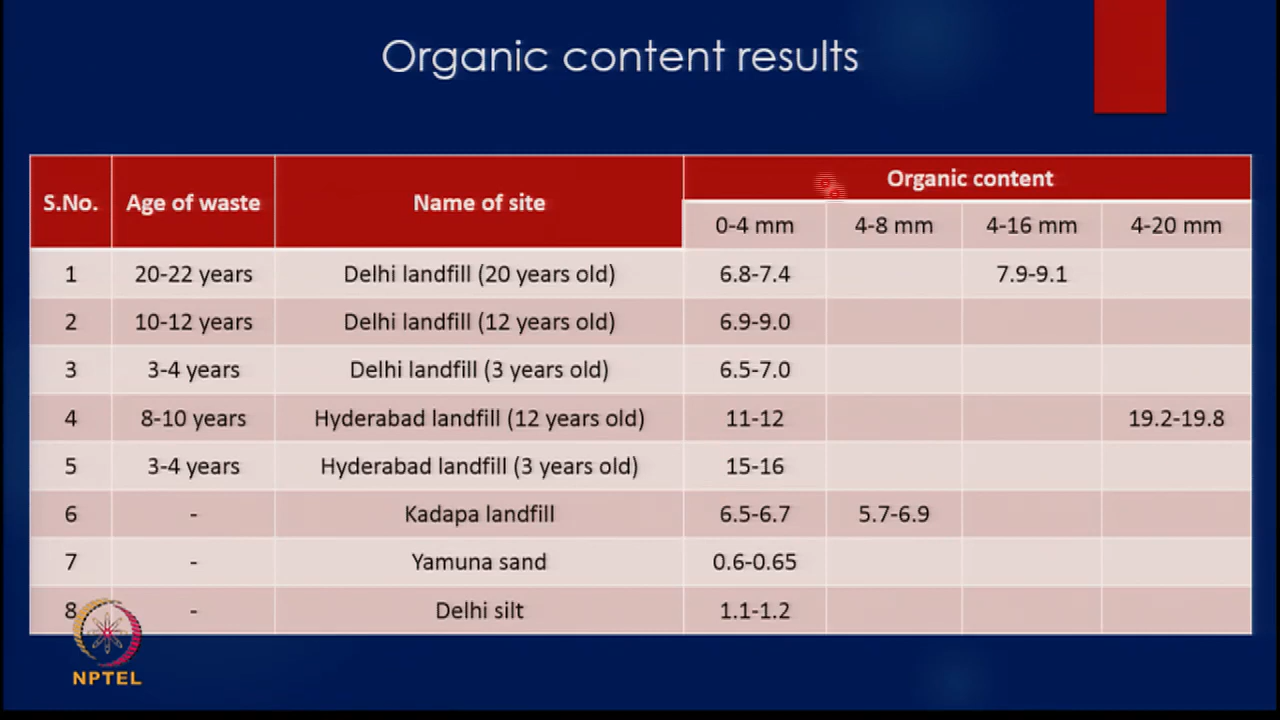 Organic content results
S.No. Age of waste Name of site Organic content
0-4 mm 4-8 mm 4-16 mm 4-20 mm
1 20-22 years Delhi landfill (20 years old) 6.8-7.4 7.9-9.1
2 10-12 years Delhi landfill (12 years old) 6.9-9.0
3 3-4 years Delhi landfill (3 years old) 6.5-7.0
4 8-10 years Hyderabad landfill (12 years old) 11-12 19.2-19.8
5 3-4 years Hyderabad landfill (3 years old) 15-16
6 - Kadapa landfill 6.5-6.7 5.7-6.9
7 - Yamuna sand 0.6-0.65
8 - Delhi silt 1.1-1.2
NPTEL